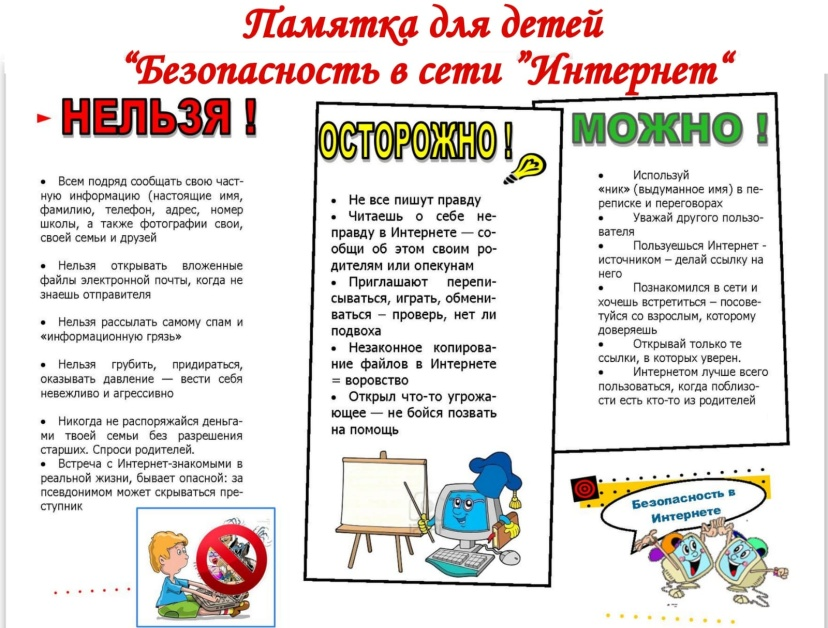 Памятка для детей
“Безопасность в сети ”Интернет“
НЕЛЬЗЯ !
• Всем подряд сообщать свою част-
ную информацию (настоящие имя,
фамилию, телефон, адрес, номер
школы, а также фотографии свои,
своей семьи и друзей
• Нельзя открывать вложенные
файлы электронной почты, когда не
знаешь отправителя
• Нельзя рассылать самому спам и
«информационную грязь»
• Нельзя грубить, придираться,
оказывать давление — вести себя
невежливо и агрессивно
• Никогда не распоряжайся деньга-
ми твоей семьи без разрешения
старших. Спроси родителей.
• Встреча с Интернет-знакомыми в
реальной жизни, бывает опасной: за
псевдонимом может скрываться пре-
ступник
ОСТОРОЖНО !
• Не все пишут правду
• Читаешь о себе не-
правду в Интернете — со-
общи об этом своим ро-
дителям или опекунам
• Приглашают перепи-
сываться, играть, обмени-
ваться – проверь, нет ли
подвоха
• Незаконное копирова-
ние файлов в Интернете
= воровство
• Открыл что-то угрожа-
ющее — не бойся позвать
на помощь
МОЖНО !
• Используй
«ник» (выдуманное имя) в пе-
реписке и переговорах
• Уважай другого пользо-
вателя
• Пользуешься Интернет -
источником – делай ссылку на
него
• Познакомился в сети и
хочешь встретиться – посове-
туйся со взрослым, которому
доверяешь
• Открывай только те
ссылки, в которых уверен.
• Интернетом лучше всего
пользоваться, когда поблизо-
сти есть кто-то из родителей
Безопасность в
Интернете